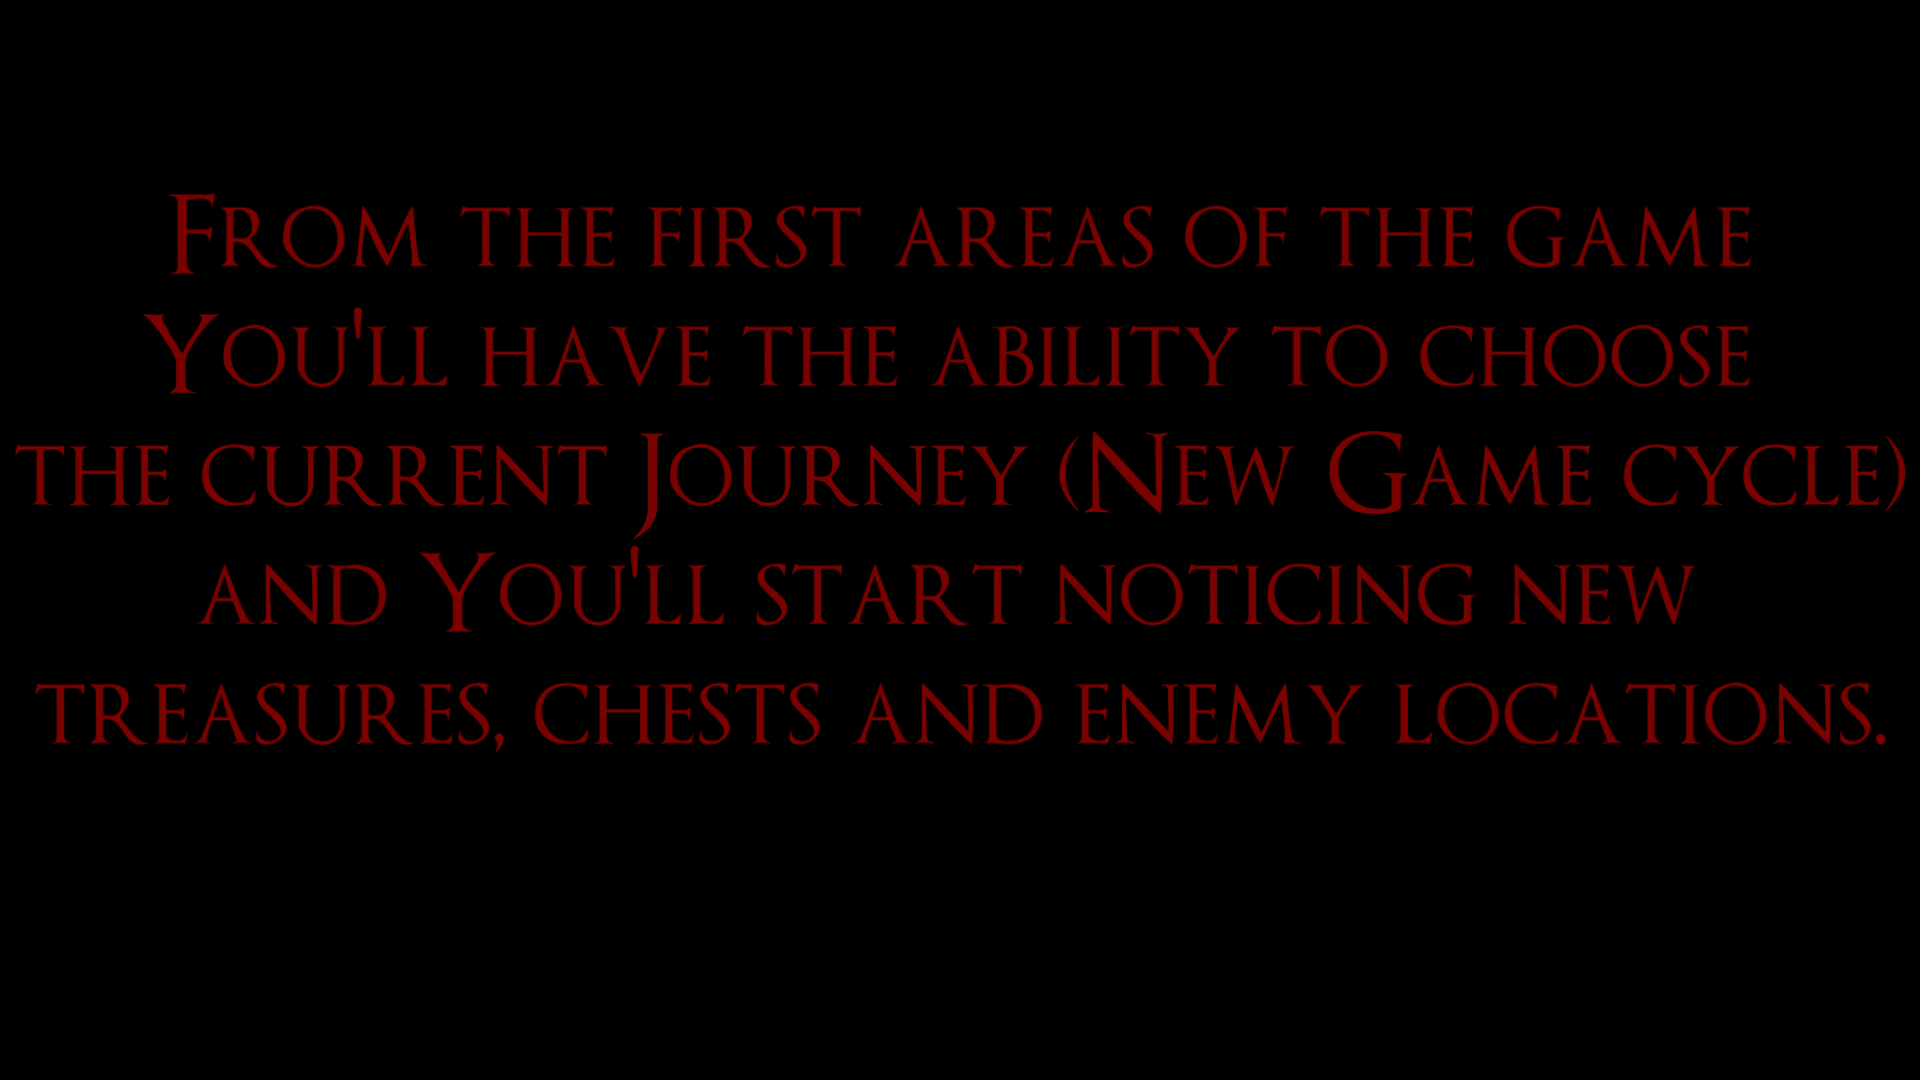 From the first areas of the game
You'll have the ability to choose
the current Journey (New Game cycle)
and You'll start noticing new
treasures, chests and enemy locations.